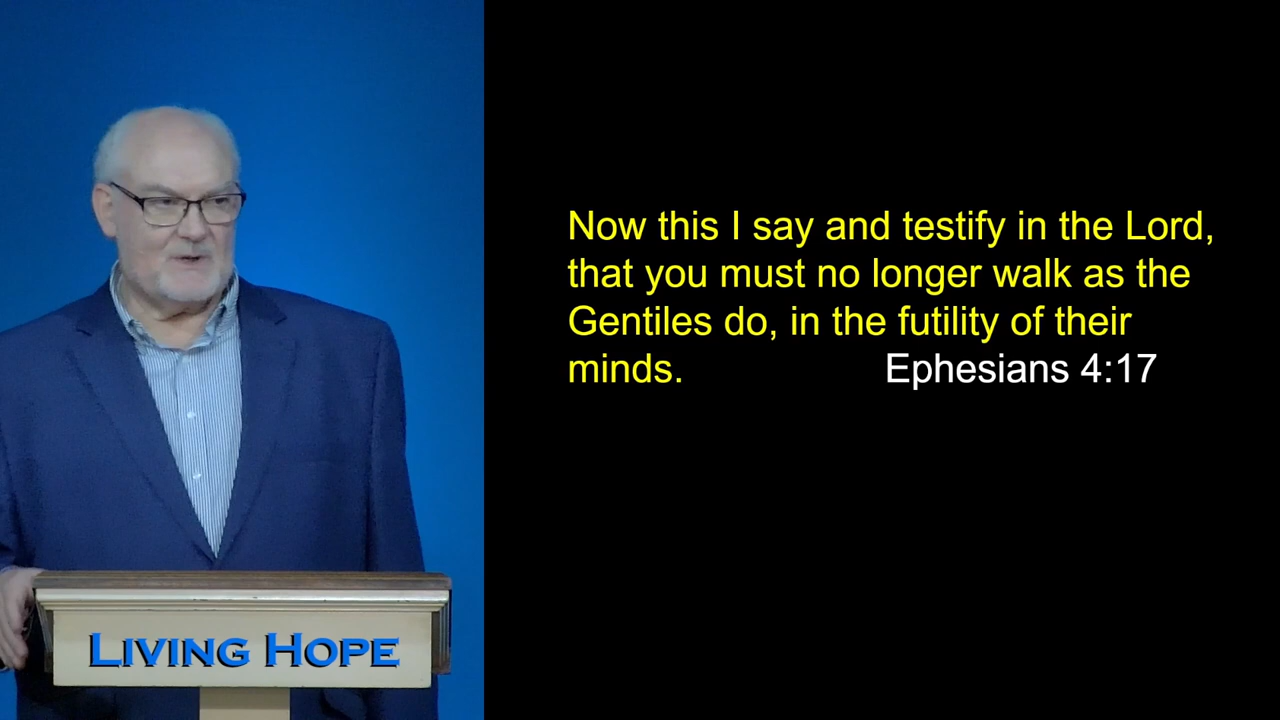 Now this I say and testify in the Lord,
that you must no longer walk as the
Gentiles do, in the futility of their
minds. Ephesians 4:17
LIVING HOPE